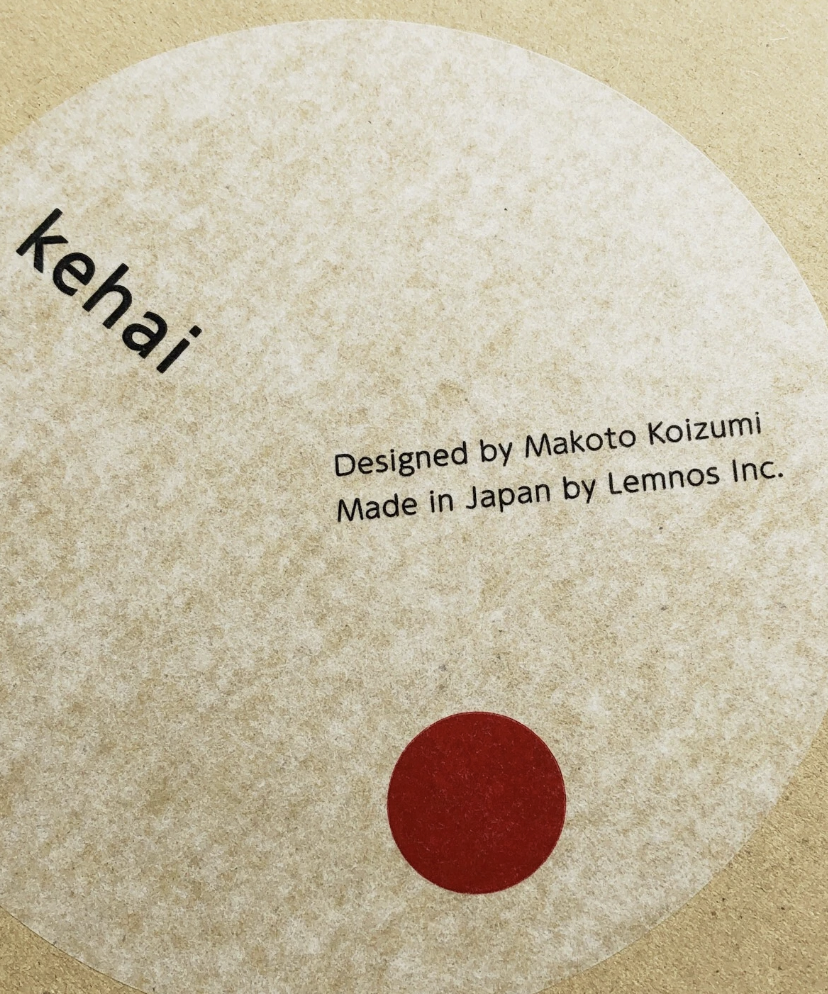 kehai
Designed by Makoto Koizumi
Made in Japan by Lemnos Inc.